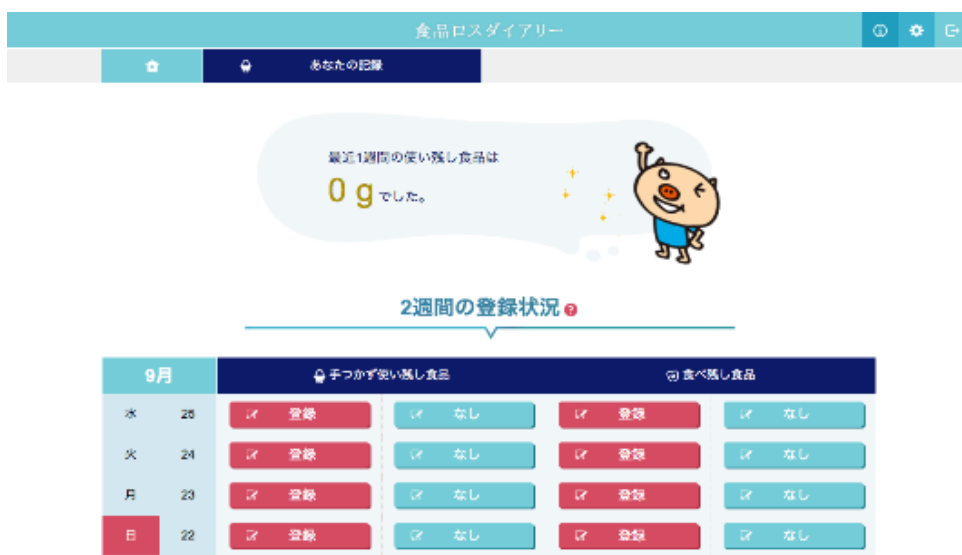 食品ロスダイアリー
あなたの記録
最近1週間の使い残し食品は
0 g でした。
2週間の登録状況
9月 手つかず使い残し食品 食べ残し食品
水 25 登録 なし 登録 なし
火 24 登録 なし 登録 なし
月 23 登録 なし 登録 なし
日 22 登録 なし 登録 なし